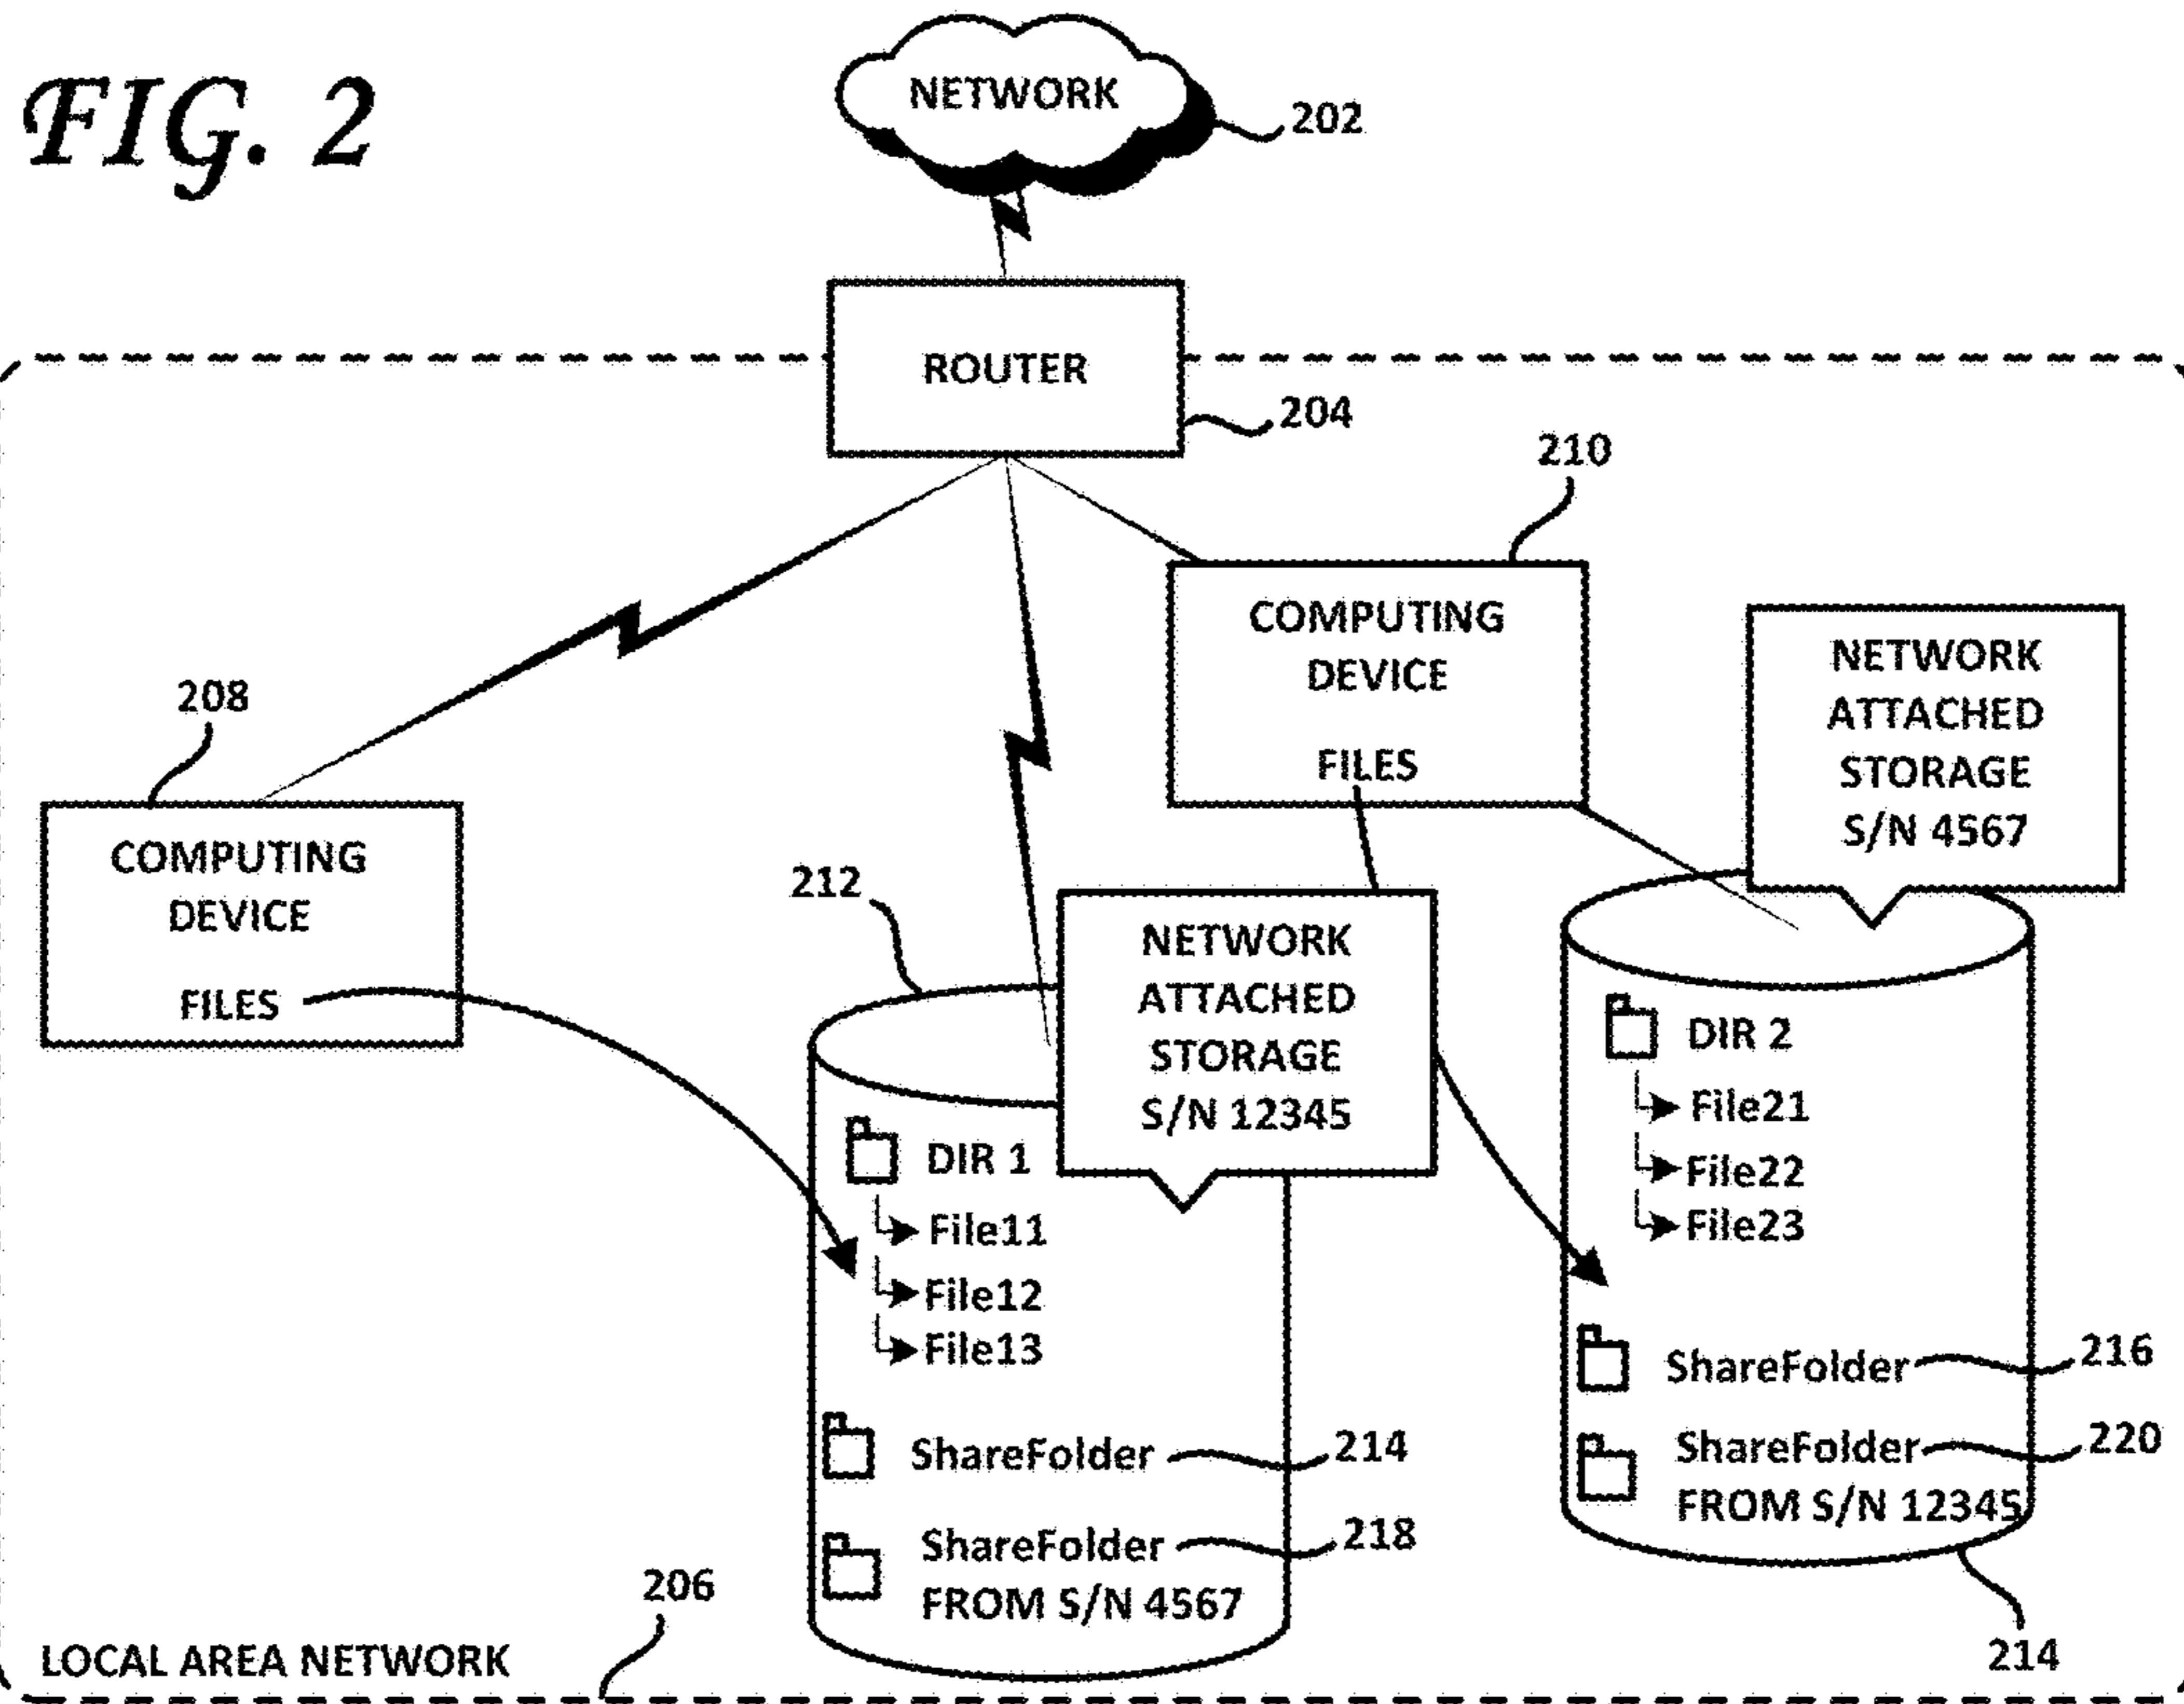 FIG. 2
NETWORK
202
ROUTER
204
210
COMPUTING
DEVICE
FILES
NETWORK
ATTACHED
STORAGE
S/N 4567
208
COMPUTING
DEVICE
FILES
212
NETWORK
ATTACHED
STORAGE
S/N 12345
DIR 1
File11
File12
File13
ShareFolder
214
ShareFolder
218
FROM S/N 4567
DIR 2
File21
File22
File23
ShareFolder
216
ShareFolder
220
FROM S/N 12345
214
206
LOCAL AREA NETWORK